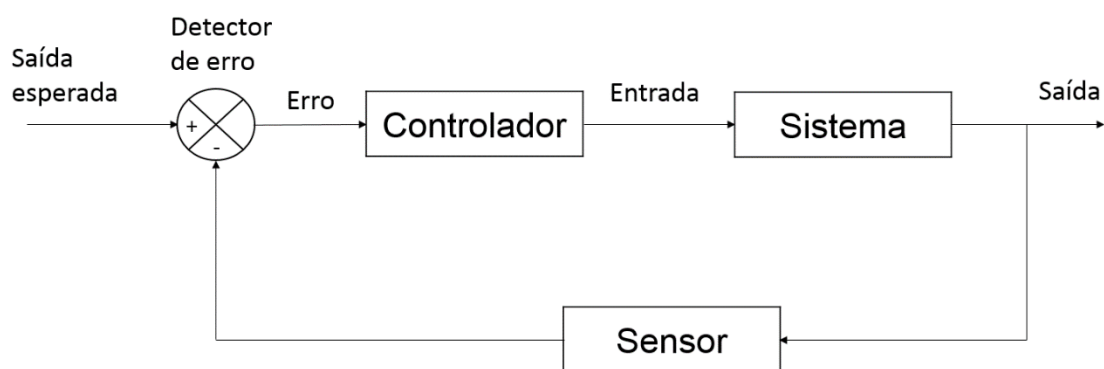 Saída
esperada
Detector
de erro
+
-
Erro
Controlador
Entrada
Sistema
Saída
Sensor